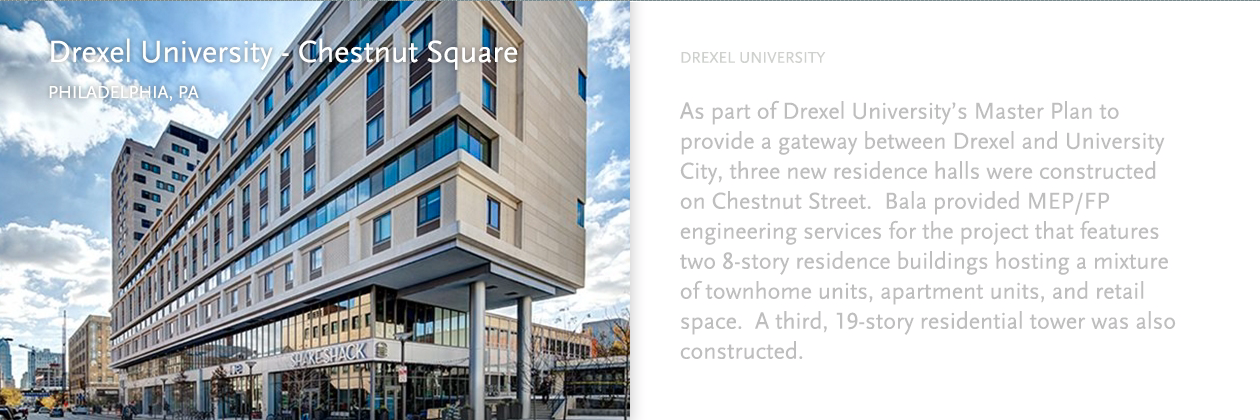 Drexel University - Chestnut Square
PHILADELPHIA, PA
SHAKE SHACK
DREXEL UNIVERSITY
As part of Drexel University's Master Plan to
provide a gateway between Drexel and University
City, three new residence halls were constructed
on Chestnut Street.  Bala provided MEP/FP
engineering services for the project that features
two 8-story residence buildings hosting a mixture
of townhome units, apartment units, and retail
space.  A third, 19-story residential tower was also
constructed.